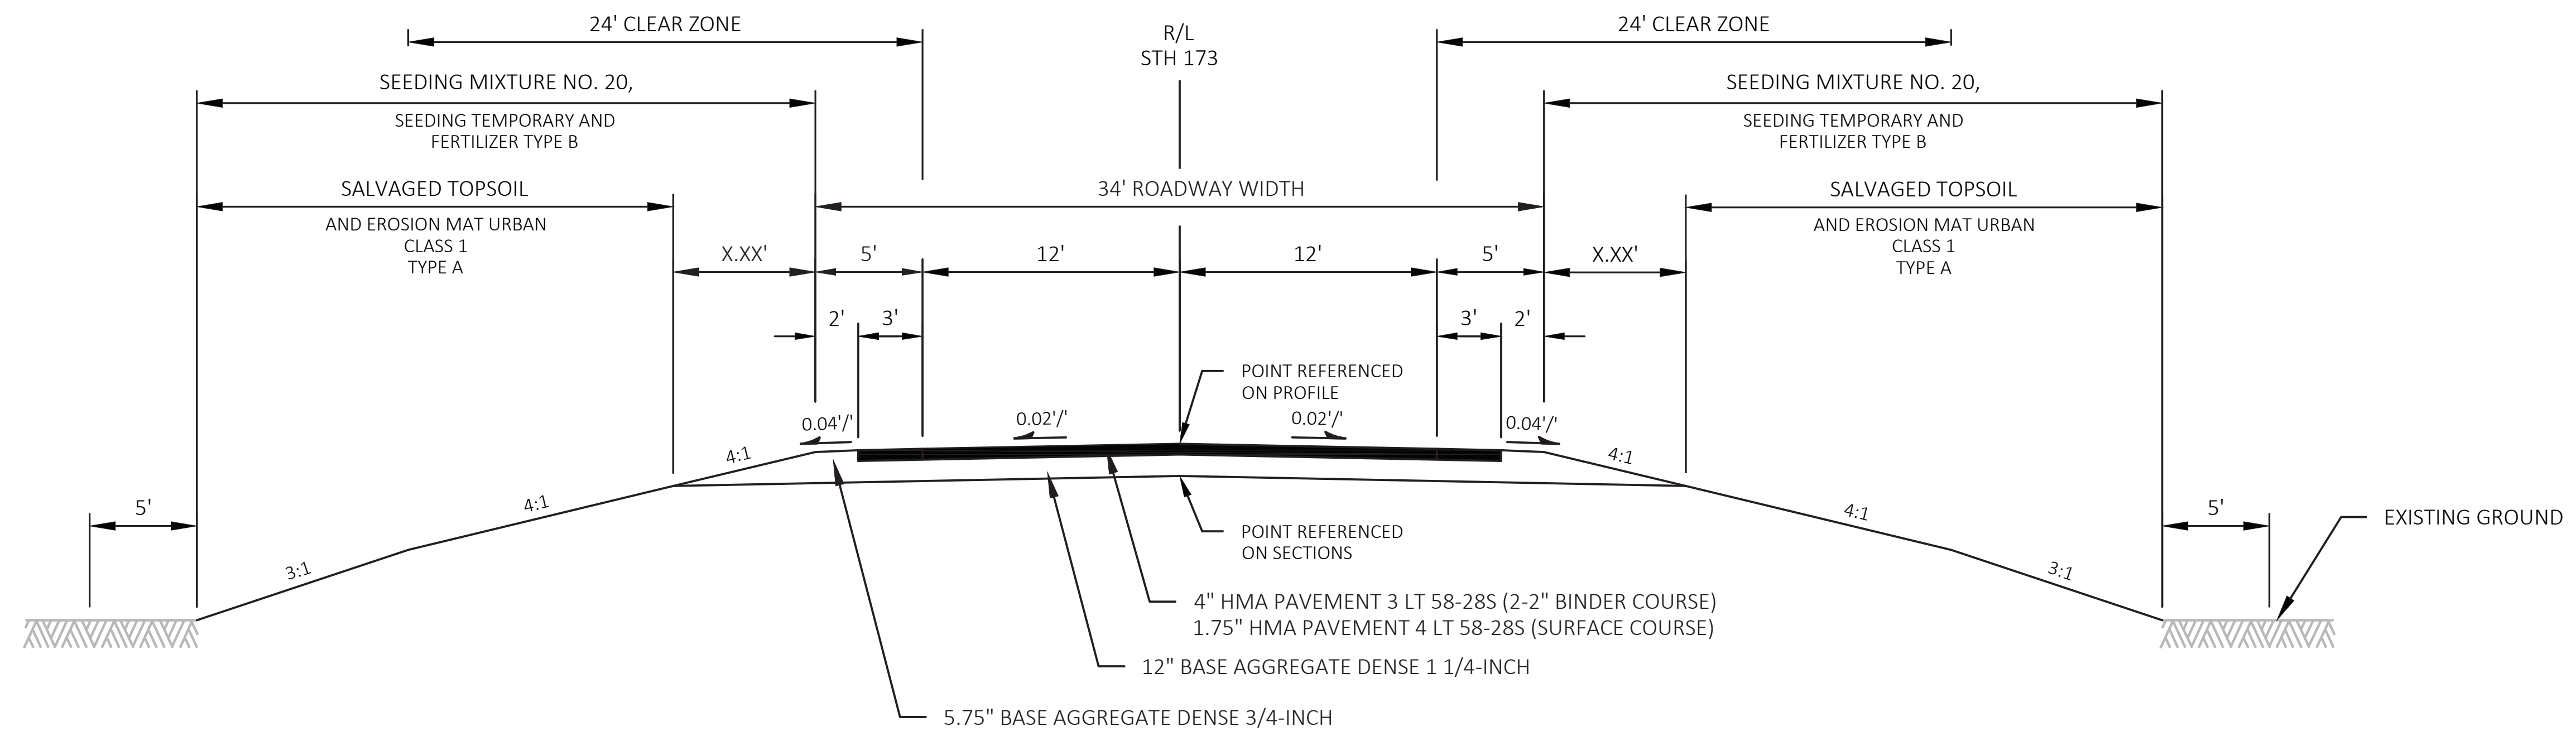 24' CLEAR ZONE
R/L
STH 173
24' CLEAR ZONE
SEEDING MIXTURE NO. 20,
SEEDING TEMPORARY AND
FERTILIZER TYPE B
SEEDING MIXTURE NO. 20,
SEEDING TEMPORARY AND
FERTILIZER TYPE B
SALVAGED TOPSOIL
AND EROSION MAT URBAN
CLASS 1
TYPE A
34' ROADWAY WIDTH
SALVAGED TOPSOIL
AND EROSION MAT URBAN
CLASS 1
TYPE A
X.XX' 5' 12' 12' 5' X.XX'
2' 3' 3' 2'
POINT REFERENCED
ON PROFILE
0.04'/' 0.02'/' 0.02'/' 0.04'/'
4:1 4:1
4:1 4:1
5' 5'
EXISTING GROUND
POINT REFERENCED
ON SECTIONS
3:1 3:1
4" HMA PAVEMENT 3 LT 58-28S (2-2" BINDER COURSE)
1.75" HMA PAVEMENT 4 LT 58-28S (SURFACE COURSE)
12" BASE AGGREGATE DENSE 1 1/4-INCH
5.75" BASE AGGREGATE DENSE 3/4-INCH